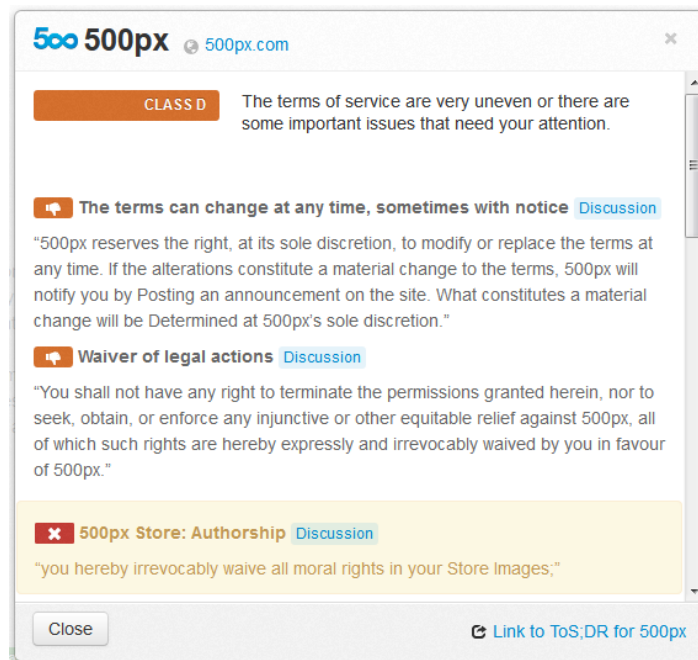 500 500px 500px.com ×
CLASS D
The terms of service are very uneven or there are
some important issues that need your attention.
The terms can change at any time, sometimes with notice Discussion
“500px reserves the right, at its sole discretion, to modify or replace the terms at
any time. If the alterations constitute a material change to the terms, 500px will
notify you by Posting an announcement on the site. What constitutes a material
change will be Determined at 500px’s sole discretion.”
Waiver of legal actions Discussion
“You shall not have any right to terminate the permissions granted herein, nor to
seek, obtain, or enforce any injunctive or other equitable relief against 500px, all
of which such rights are hereby expressly and irrevocably waived by you in favour
of 500px.”
500px Store: Authorship Discussion
“you hereby irrevocably waive all moral rights in your Store Images;”
Close
Link to ToS;DR for 500px